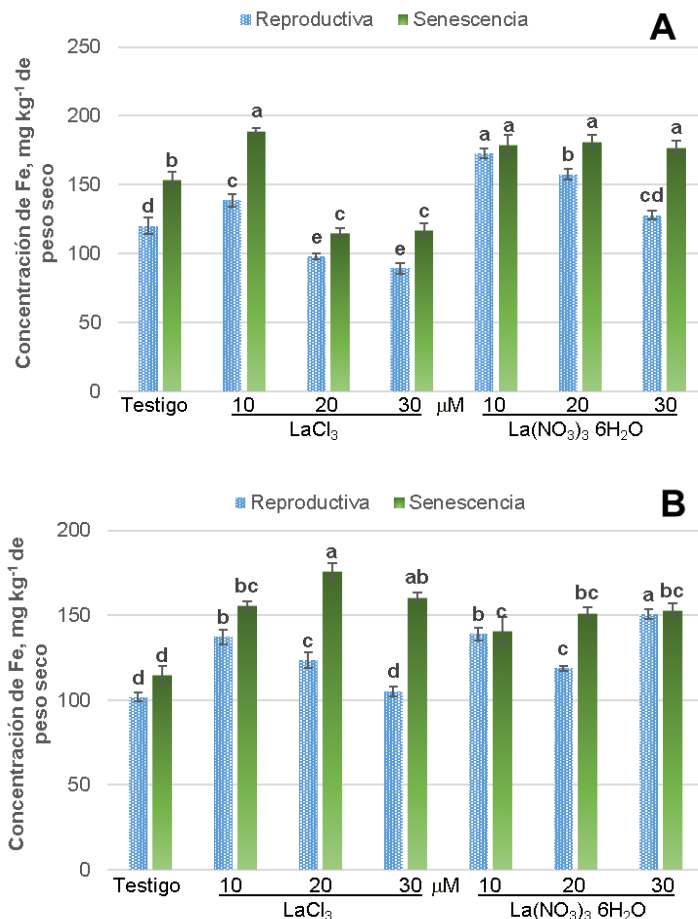 Reproductiva Senescencia
A
Concentración de Fe, mg kg⁻¹ de
peso seco
250
200
150
100
50
0
d b c a e c e c a a b a cd a
Testigo 10 20 30 µM 10 20 30
LaCl₃ La(NO₃)₃ 6H₂O
Reproductiva Senescencia
B
Concentración de Fe, mg kg⁻¹ de
peso seco
200
150
100
50
0
d d b bc c a d ab b c c bc a bc
Testigo 10 20 30 µM 10 20 30
LaCl₃ La(NO₃)₃ 6H₂O